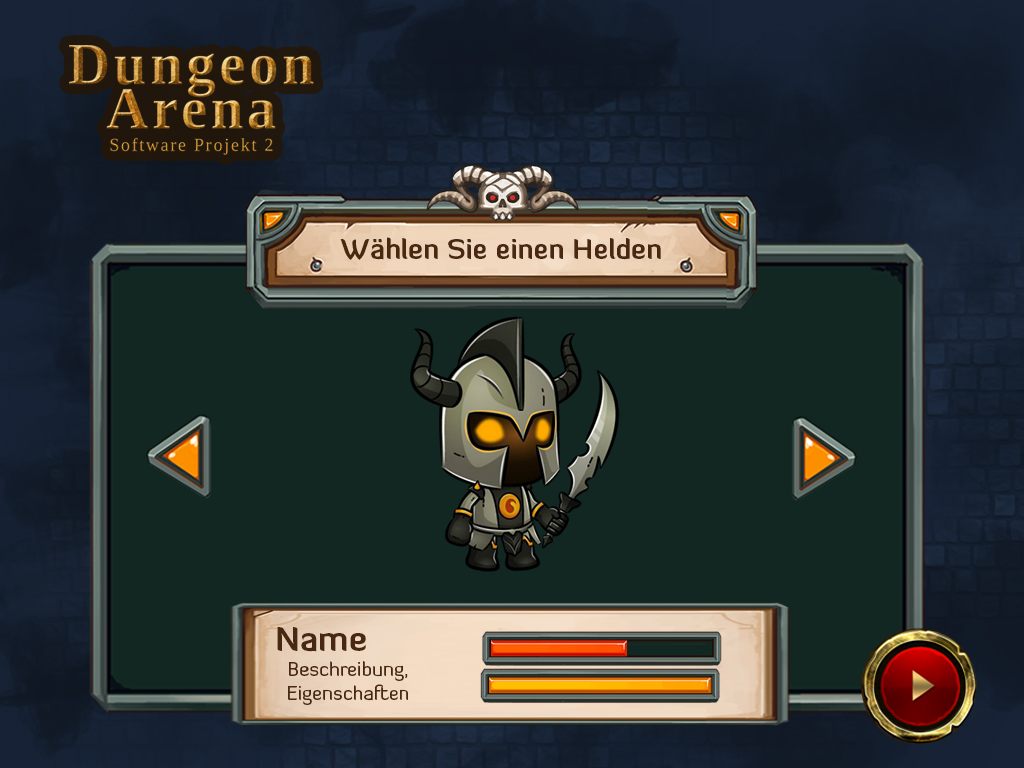 Dungeon
Arena
Software Projekt 2
Wählen Sie einen Helden
Name
Beschreibung,
Eigenschaften